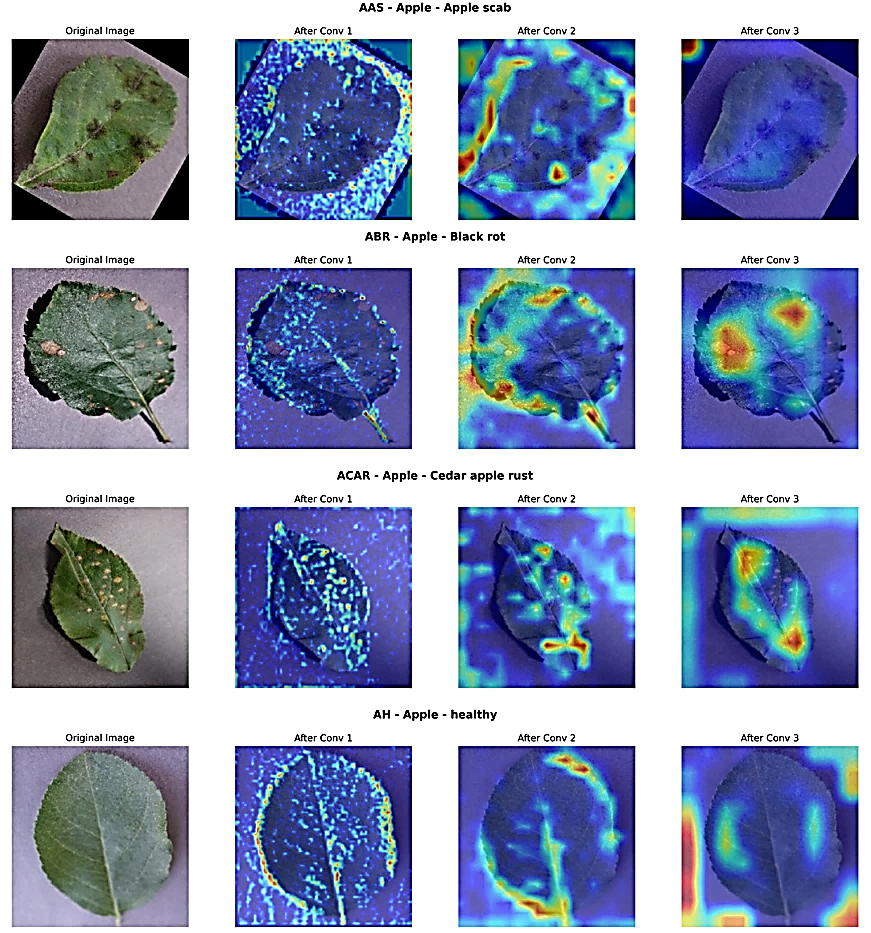 AAS - Apple - Apple scab
Original Image After Conv 1 After Conv 2 After Conv 3
ABR - Apple - Black rot
Original Image After Conv 1 After Conv 2 After Conv 3
ACAR - Apple - Cedar apple rust
Original Image After Conv 1 After Conv 2 After Conv 3
AH - Apple - healthy
Original Image After Conv 1 After Conv 2 After Conv 3